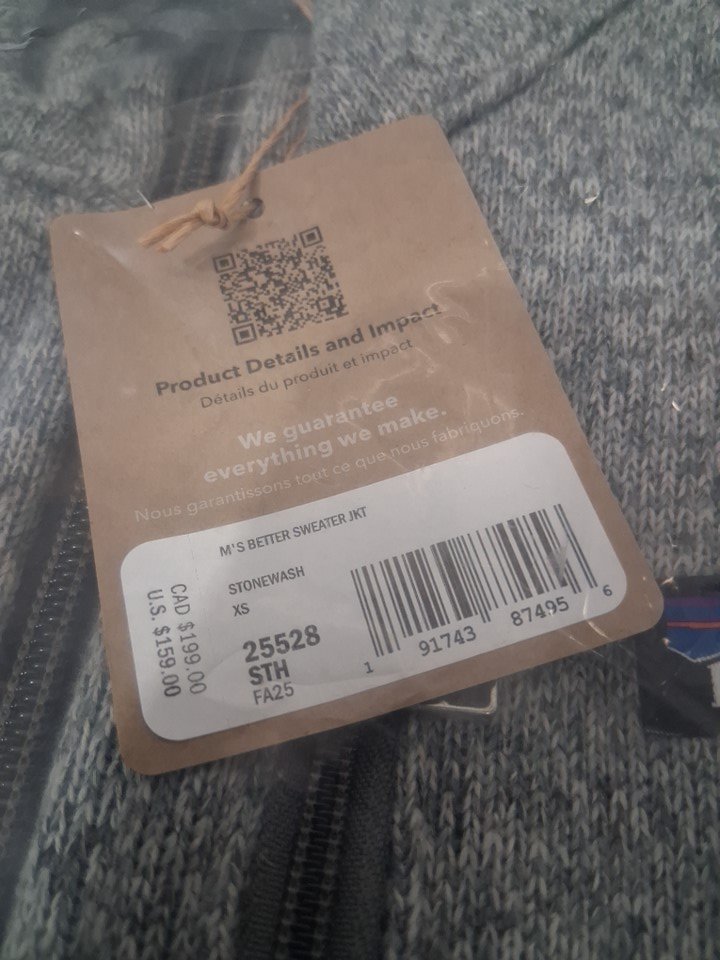 Product Details and Impact
Détails du produit et impact
We guarantee
everything we make.
Nous garantissons tout ce que nous fabriquons.
M'S BETTER SWEATER JKT
STONEWASH
XS
25528
STH
FA25
CAD $199.00
U.S. $159.00
1 91743 87495 6